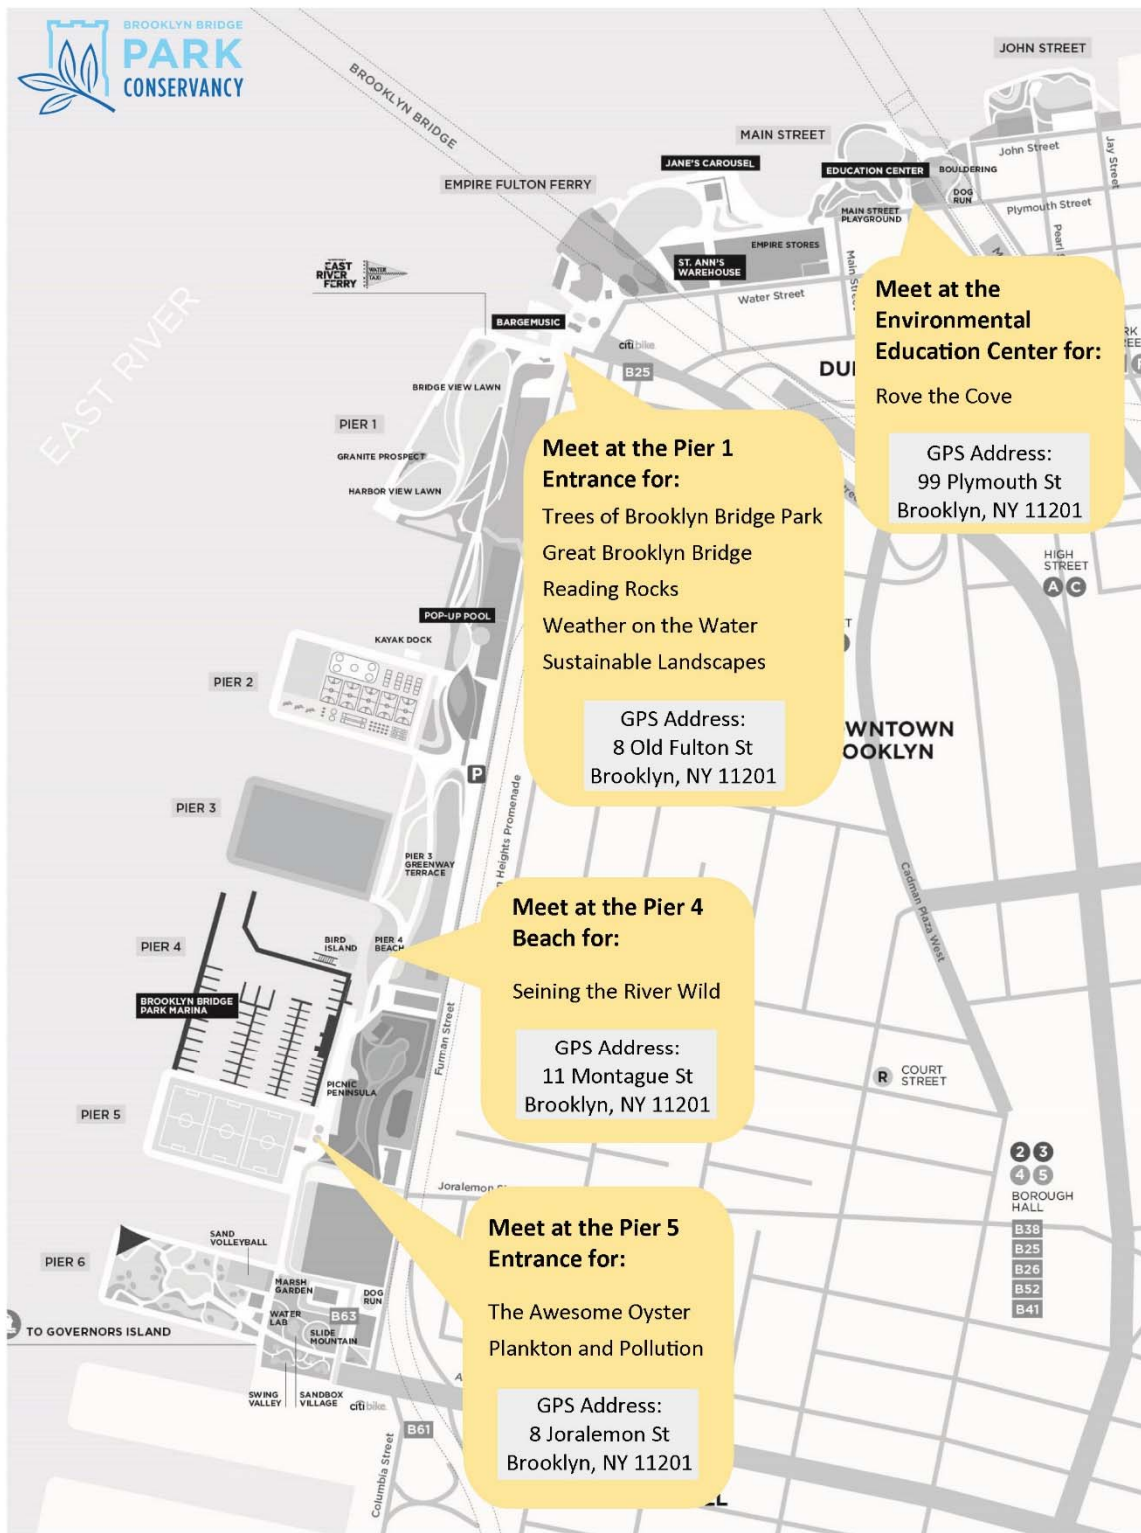 BROOKLYN BRIDGE
PARK
CONSERVANCY
JOHN STREET
BROOKLYN BRIDGE
MAIN STREET
John Street
Jay Street
JANE'S CAROUSEL
EDUCATION CENTER
BOULDERING
EMPIRE FULTON FERRY
DOG
RUN
Plymouth Street
MAIN STREET
PLAYGROUND
EMPIRE STORES
ST. ANN'S
WAREHOUSE
Main
Pearl
EAST
RIVER
FERRY
WATER
TAXI
Water Street
BARGEMUSIC
citi bike
B25
EAST RIVER
Meet at the
Environmental
Education Center for:
Rove the Cove
GPS Address:
99 Plymouth St
Brooklyn, NY 11201
BRIDGE VIEW LAWN
PIER 1
GRANITE PROSPECT
HARBOR VIEW LAWN
Meet at the Pier 1
Entrance for:
Trees of Brooklyn Bridge Park
Great Brooklyn Bridge
Reading Rocks
Weather on the Water
Sustainable Landscapes
GPS Address:
8 Old Fulton St
Brooklyn, NY 11201
HIGH
STREET
A C
POP-UP POOL
KAYAK DOCK
PIER 2
P
PIER 3
Heights Promenade
PIER 3
GREENWAY
TERRACE
Cadman Plaza West
PIER 4
BIRD
ISLAND
PIER 4
BEACH
BROOKLYN BRIDGE
PARK MARINA
Meet at the Pier 4
Beach for:
Seining the River Wild
GPS Address:
11 Montague St
Brooklyn, NY 11201
Furman Street
R
COURT
STREET
PICNIC
PENINSULA
PIER 5
2 3
4 5
BOROUGH
HALL
B38
B25
B26
B52
B41
Joralemon
Meet at the Pier 5
Entrance for:
The Awesome Oyster
Plankton and Pollution
GPS Address:
8 Joralemon St
Brooklyn, NY 11201
SAND
VOLLEYBALL
PIER 6
MARSH
GARDEN
DOG
RUN
WATER
LAB
B63
SLIDE
MOUNTAIN
TO GOVERNORS ISLAND
SWING
VALLEY
SANDBOX
VILLAGE
citi bike
B61
Columbia Street